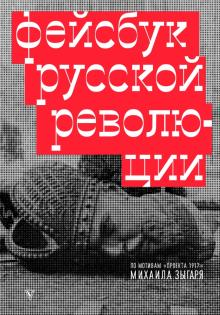 фейсбук
русской
револю-
ции
ПО МОТИВАМ «ПРОЕКТА 1917»
МИХАИЛА ЗЫГАРЯ